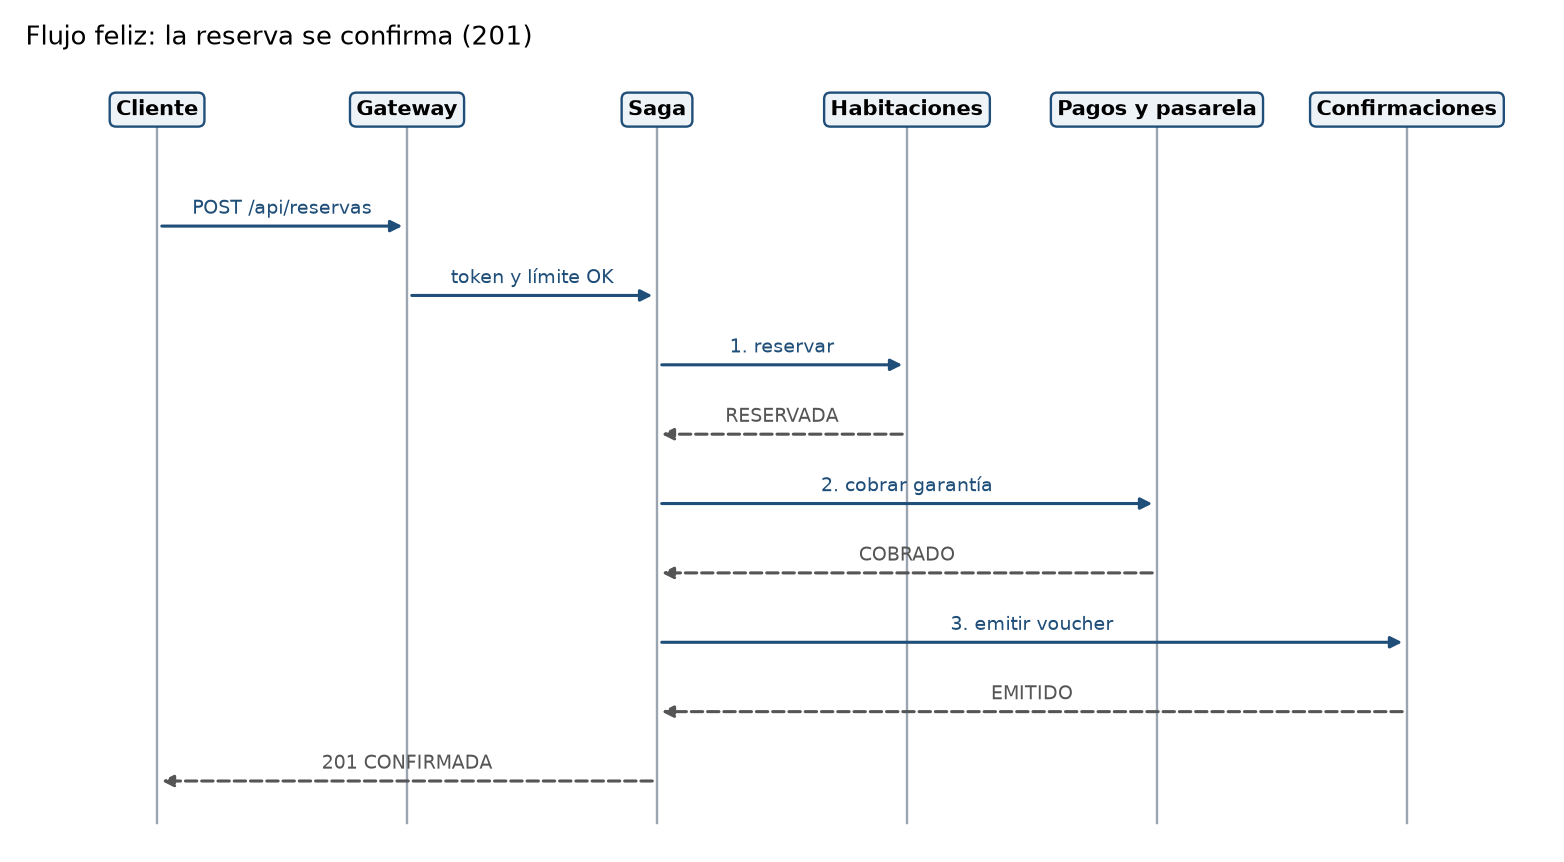 Flujo feliz: la reserva se confirma (201)
Cliente
Gateway
Saga
Habitaciones
Pagos y pasarela
Confirmaciones
POST /api/reservas
token y límite OK
1. reservar
RESERVADA
2. cobrar garantía
COBRADO
3. emitir voucher
EMITIDO
201 CONFIRMADA